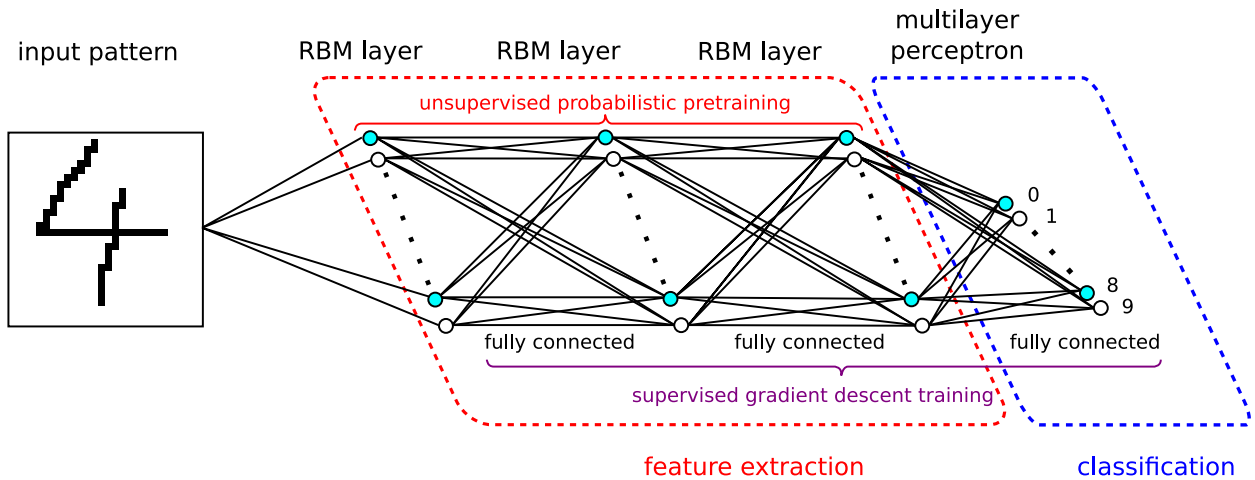 input pattern
RBM layer
RBM layer
RBM layer
multilayer
perceptron
unsupervised probabilistic pretraining
4
0
1
8
9
fully connected
fully connected
fully connected
supervised gradient descent training
feature extraction
classification